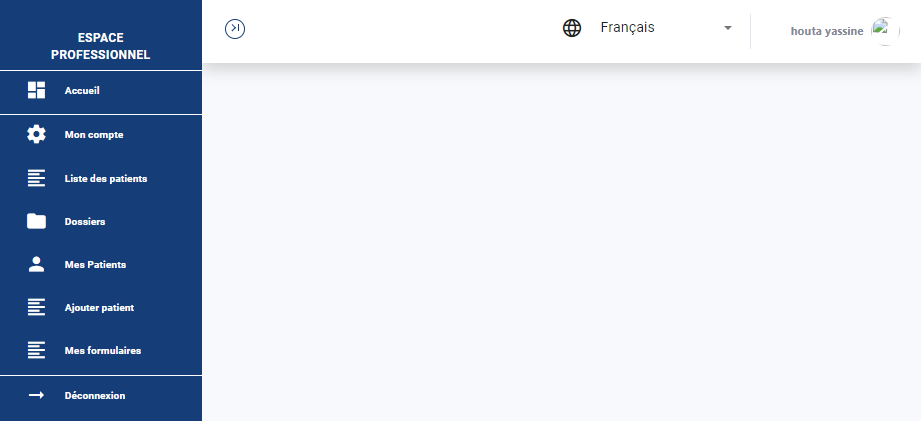 ESPACE
PROFESSIONNEL
Accueil
Mon compte
Liste des patients
Dossiers
Mes Patients
Ajouter patient
Mes formulaires
Déconnexion
Français
houta yassine